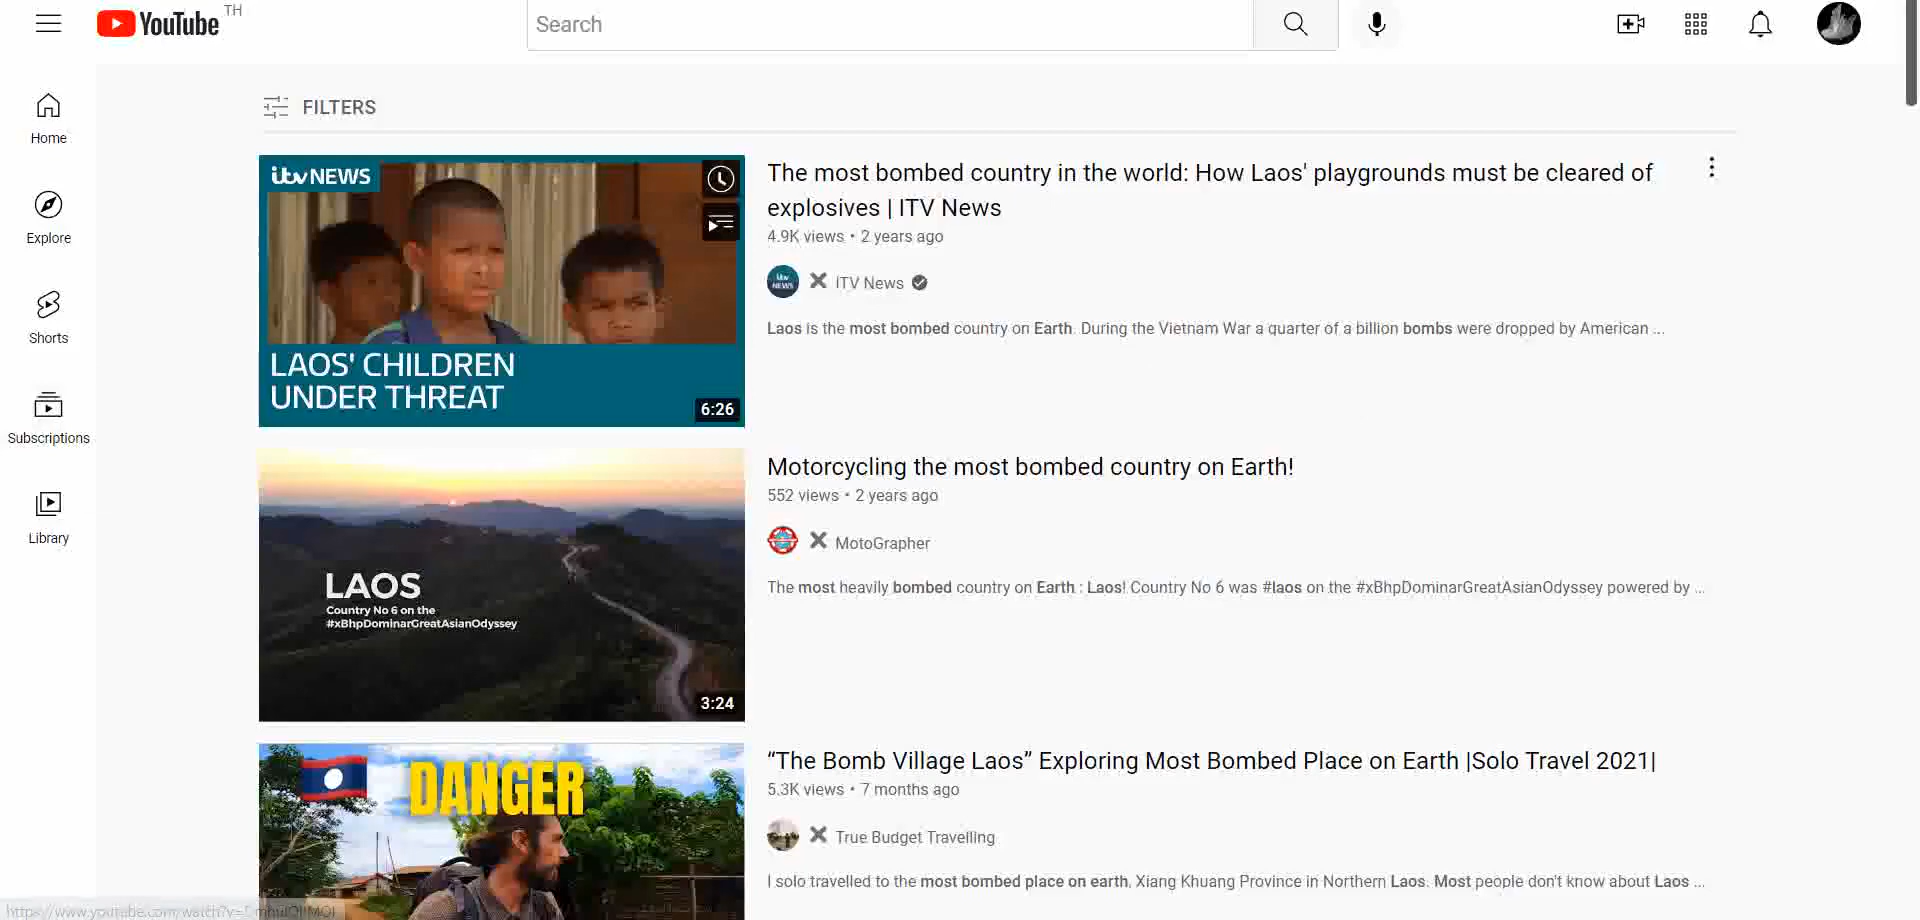 YouTube TH
Search
FILTERS
Home
Explore
Shorts
Subscriptions
Library
itv NEWS
LAOS' CHILDREN
UNDER THREAT
6:26
The most bombed country in the world: How Laos' playgrounds must be cleared of
explosives | ITV News
4.9K views • 2 years ago
itv
NEWS
ITV News
Laos is the most bombed country on Earth. During the Vietnam War a quarter of a billion bombs were dropped by American ...
LAOS
Country No 6 on the
#xBhpDominarGreatAsianOdyssey
3:24
Motorcycling the most bombed country on Earth!
552 views • 2 years ago
MotoGrapher
The most heavily bombed country on Earth : Laos! Country No 6 was #laos on the #xBhpDominarGreatAsianOdyssey powered by ...
DANGER
“The Bomb Village Laos” Exploring Most Bombed Place on Earth |Solo Travel 2021|
5.3K views • 7 months ago
True Budget Travelling
I solo travelled to the most bombed place on earth, Xiang Khuang Province in Northern Laos. Most people don't know about Laos ...